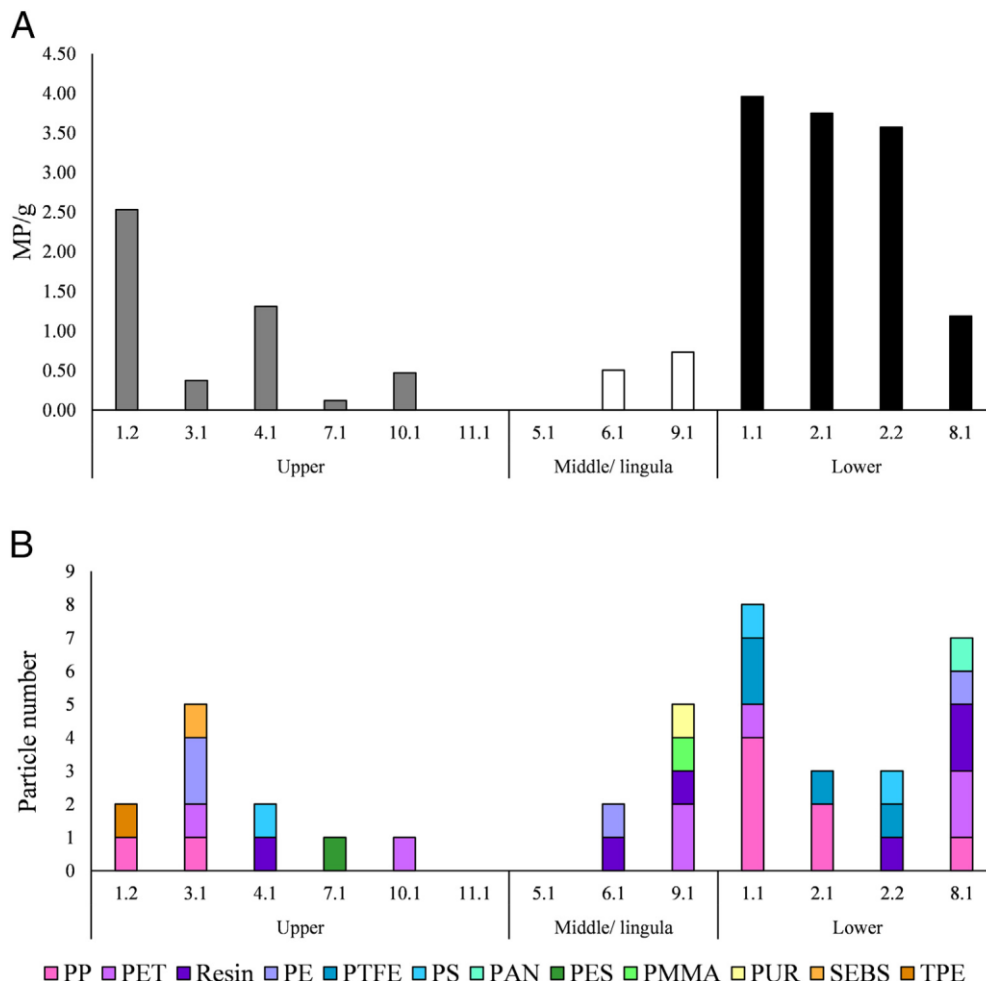 A
4.50
4.00
3.50
3.00
2.50
2.00
1.50
1.00
0.50
0.00
MP/g
1.2 3.1 4.1 7.1 10.1 11.1 5.1 6.1 9.1 1.1 2.1 2.2 8.1
Upper Middle/ lingula Lower
B
9
8
7
6
5
4
3
2
1
0
Particle number
1.2 3.1 4.1 7.1 10.1 11.1 5.1 6.1 9.1 1.1 2.1 2.2 8.1
Upper Middle/ lingula Lower
PP PET Resin PE PTFE PS PAN PES PMMA PUR SEBS TPE